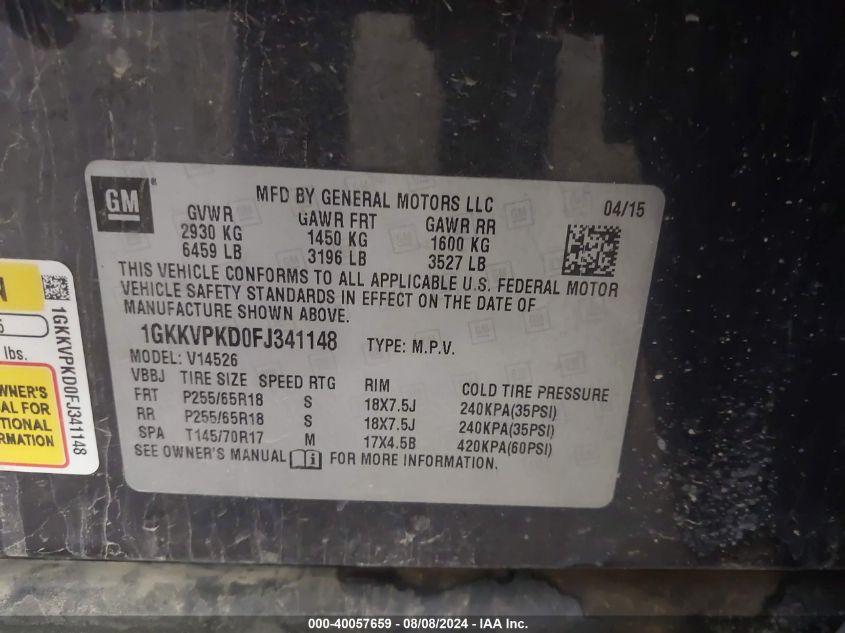 GM
MFD BY GENERAL MOTORS LLC
04/15
GVWR GAWR FRT GAWR RR
2930 KG 1450 KG 1600 KG
6459 LB 3196 LB 3527 LB
THIS VEHICLE CONFORMS TO ALL APPLICABLE U.S. FEDERAL MOTOR
VEHICLE SAFETY STANDARDS IN EFFECT ON THE DATE OF
MANUFACTURE SHOWN ABOVE.
1GKKVPKD0FJ341148 TYPE: M.P.V.
MODEL: V14526
VBBJ TIRE SIZE SPEED RTG RIM COLD TIRE PRESSURE
FRT P255/65R18 S 18X7.5J 240KPA(35PSI)
RR P255/65R18 S 18X7.5J 240KPA(35PSI)
SPA T145/70R17 M 17X4.5B 420KPA(60PSI)
SEE OWNER'S MANUAL i FOR MORE INFORMATION.
lbs.
OWNER'S
FOR
1GKKVPKD0FJ341148
000-40057659 - 08/08/2024 - IAA Inc.